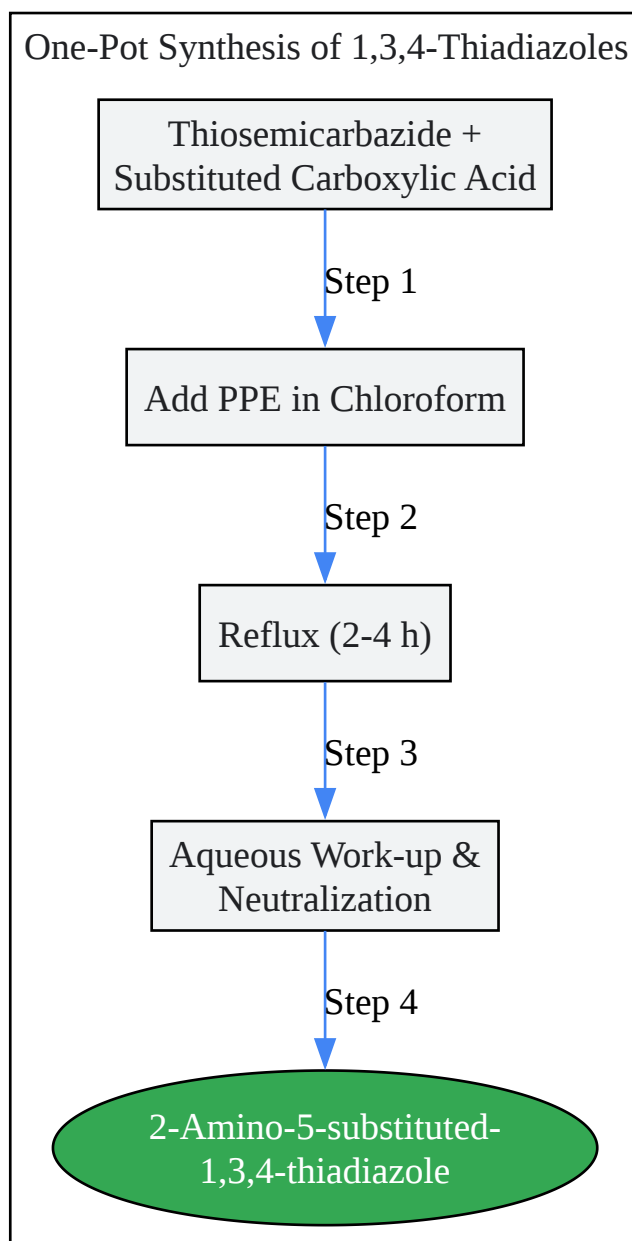 One-Pot Synthesis of 1,3,4-Thiadiazoles
Thiosemicarbazide +
Substituted Carboxylic Acid
Step 1
Add PPE in Chloroform
Step 2
Reflux (2-4 h)
Step 3
Aqueous Work-up &
Neutralization
Step 4
2-Amino-5-substituted-
1,3,4-thiadiazole